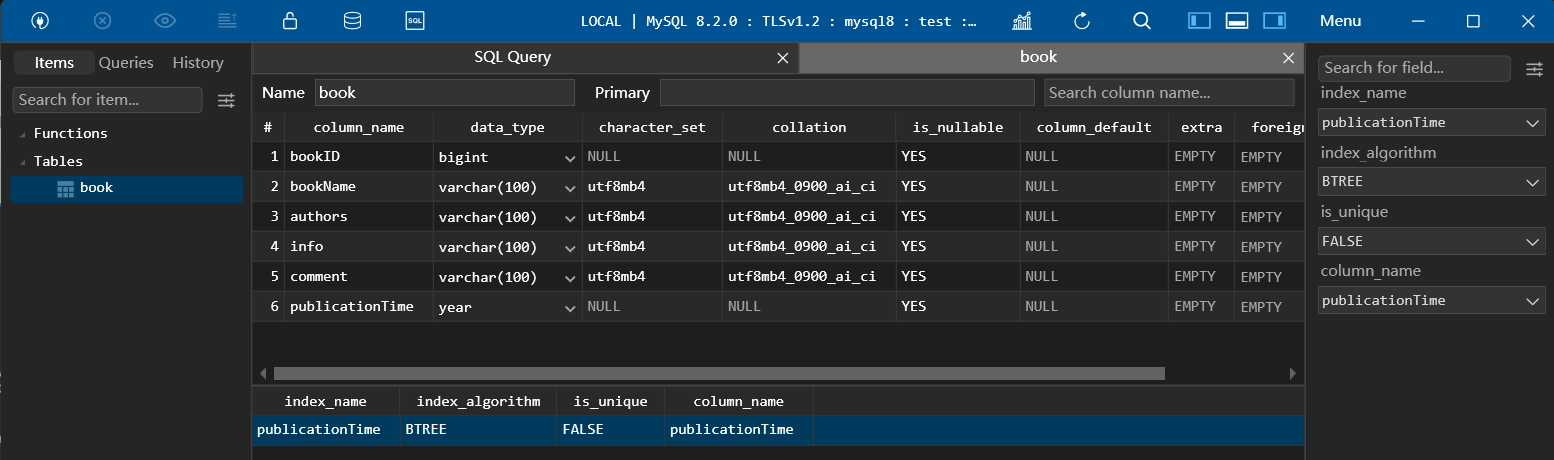 SQL LOCAL | MySQL 8.2.0 : TLSv1.2 : mysql8 : test :… Menu
Items Queries History
Search for item...
Functions
Tables
book
SQL Query book
Name book Primary Search column name...
# column_name data_type character_set collation is_nullable column_default extra foreign
1 bookID bigint NULL NULL YES NULL EMPTY EMPTY
2 bookName varchar(100) utf8mb4 utf8mb4_0900_ai_ci YES NULL EMPTY EMPTY
3 authors varchar(100) utf8mb4 utf8mb4_0900_ai_ci YES NULL EMPTY EMPTY
4 info varchar(100) utf8mb4 utf8mb4_0900_ai_ci YES NULL EMPTY EMPTY
5 comment varchar(100) utf8mb4 utf8mb4_0900_ai_ci YES NULL EMPTY EMPTY
6 publicationTime year NULL NULL YES NULL EMPTY EMPTY
index_name index_algorithm is_unique column_name
publicationTime BTREE FALSE publicationTime
Search for field...
index_name
publicationTime
index_algorithm
BTREE
is_unique
FALSE
column_name
publicationTime